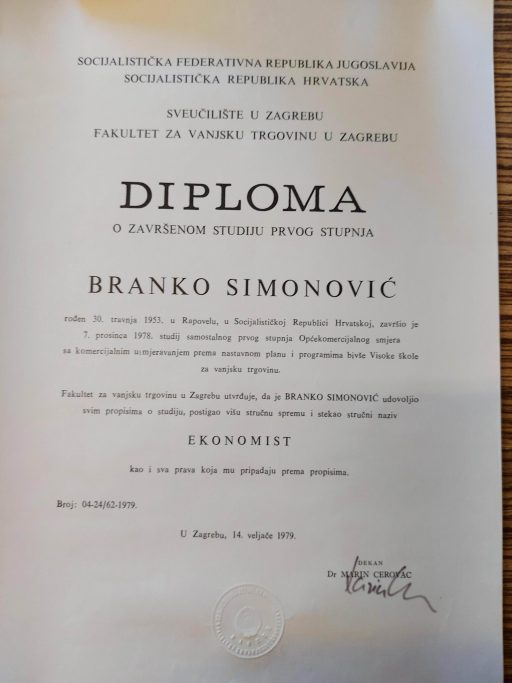 SOCIJALISTIČKA FEDERATIVNA REPUBLIKA JUGOSLAVIJA
SOCIJALISTIČKA REPUBLIKA HRVATSKA
SVEUČILIŠTE U ZAGREBU
FAKULTET ZA VANJSKU TRGOVINU U ZAGREBU
DIPLOMA
O ZAVRŠENOM STUDIJU PRVOG STUPNJA
BRANKO SIMONOVIĆ
rođen 30. travnja 1953. u Rapovelu, u Socijalističkoj Republici Hrvatskoj, završio je
7. prosinca 1978. studij samostalnog prvog stupnja Općekomercijalnog smjera
sa komercijalnim usmjeravanjem prema nastavnom planu i programima bivše Visoke škole
za vanjsku trgovinu.
Fakultet za vanjsku trgovinu u Zagrebu utvrđuje, da je BRANKO SIMONOVIĆ udovoljio
svim propisima o studiju, postigao višu stručnu spremu i stekao stručni naziv
EKONOMIST
kao i sva prava koja mu pripadaju prema propisima.
Broj: 04-24/62-1979.
U Zagrebu, 14. veljače 1979.
DEKAN
Dr MARIN CEROVAC